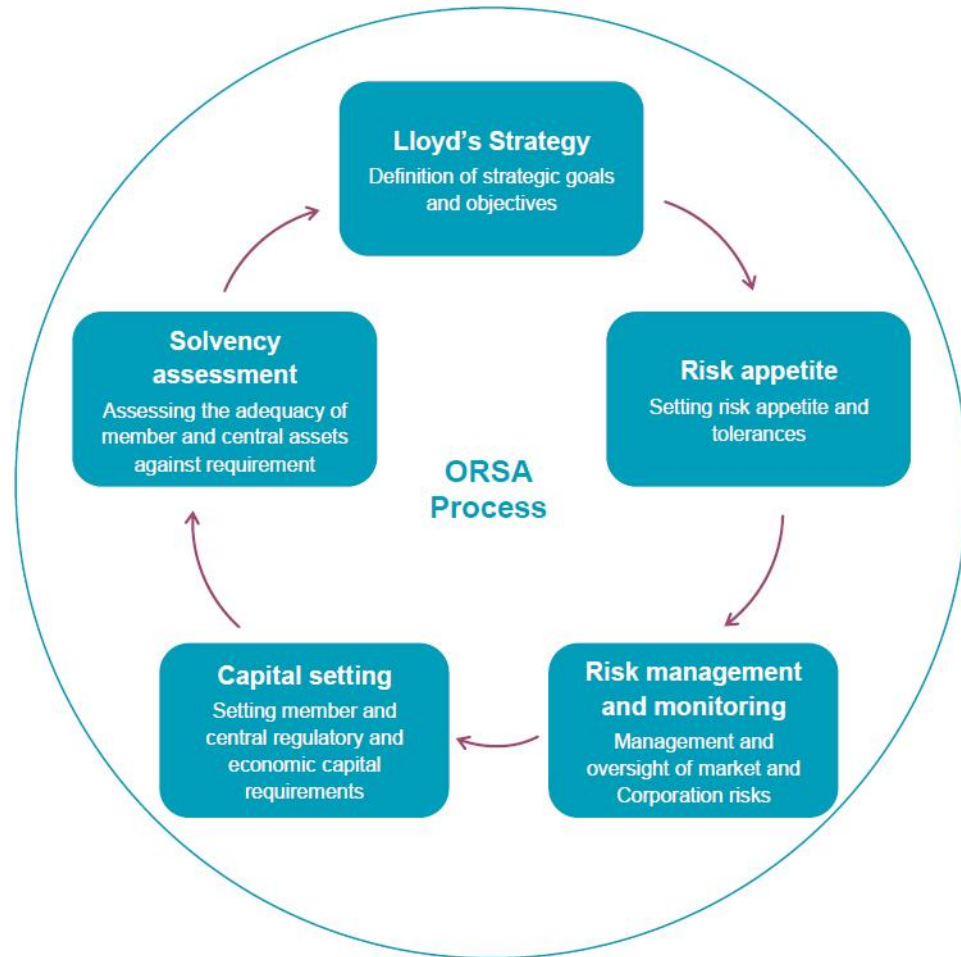 Lloyd's Strategy
Definition of strategic goals
and objectives
Risk appetite
Setting risk appetite and
tolerances
Risk management
and monitoring
Management and
oversight of market and
Corporation risks
Capital setting
Setting member and
central regulatory and
economic capital
requirements
Solvency
assessment
Assessing the adequacy of
member and central assets
against requirement
ORSA
Process